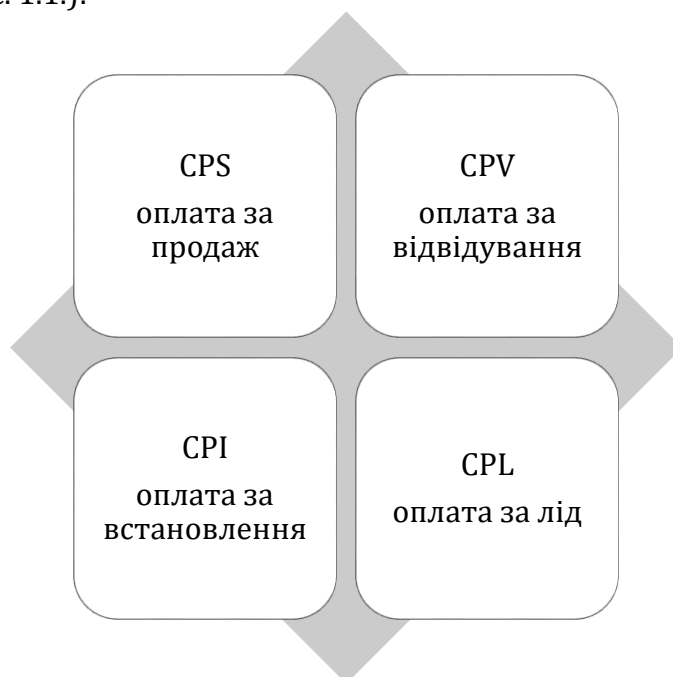 1.1.).
CPS
оплата за
продаж
CPV
оплата за
відвідування
CPI
оплата за
встановлення
CPL
оплата за лід